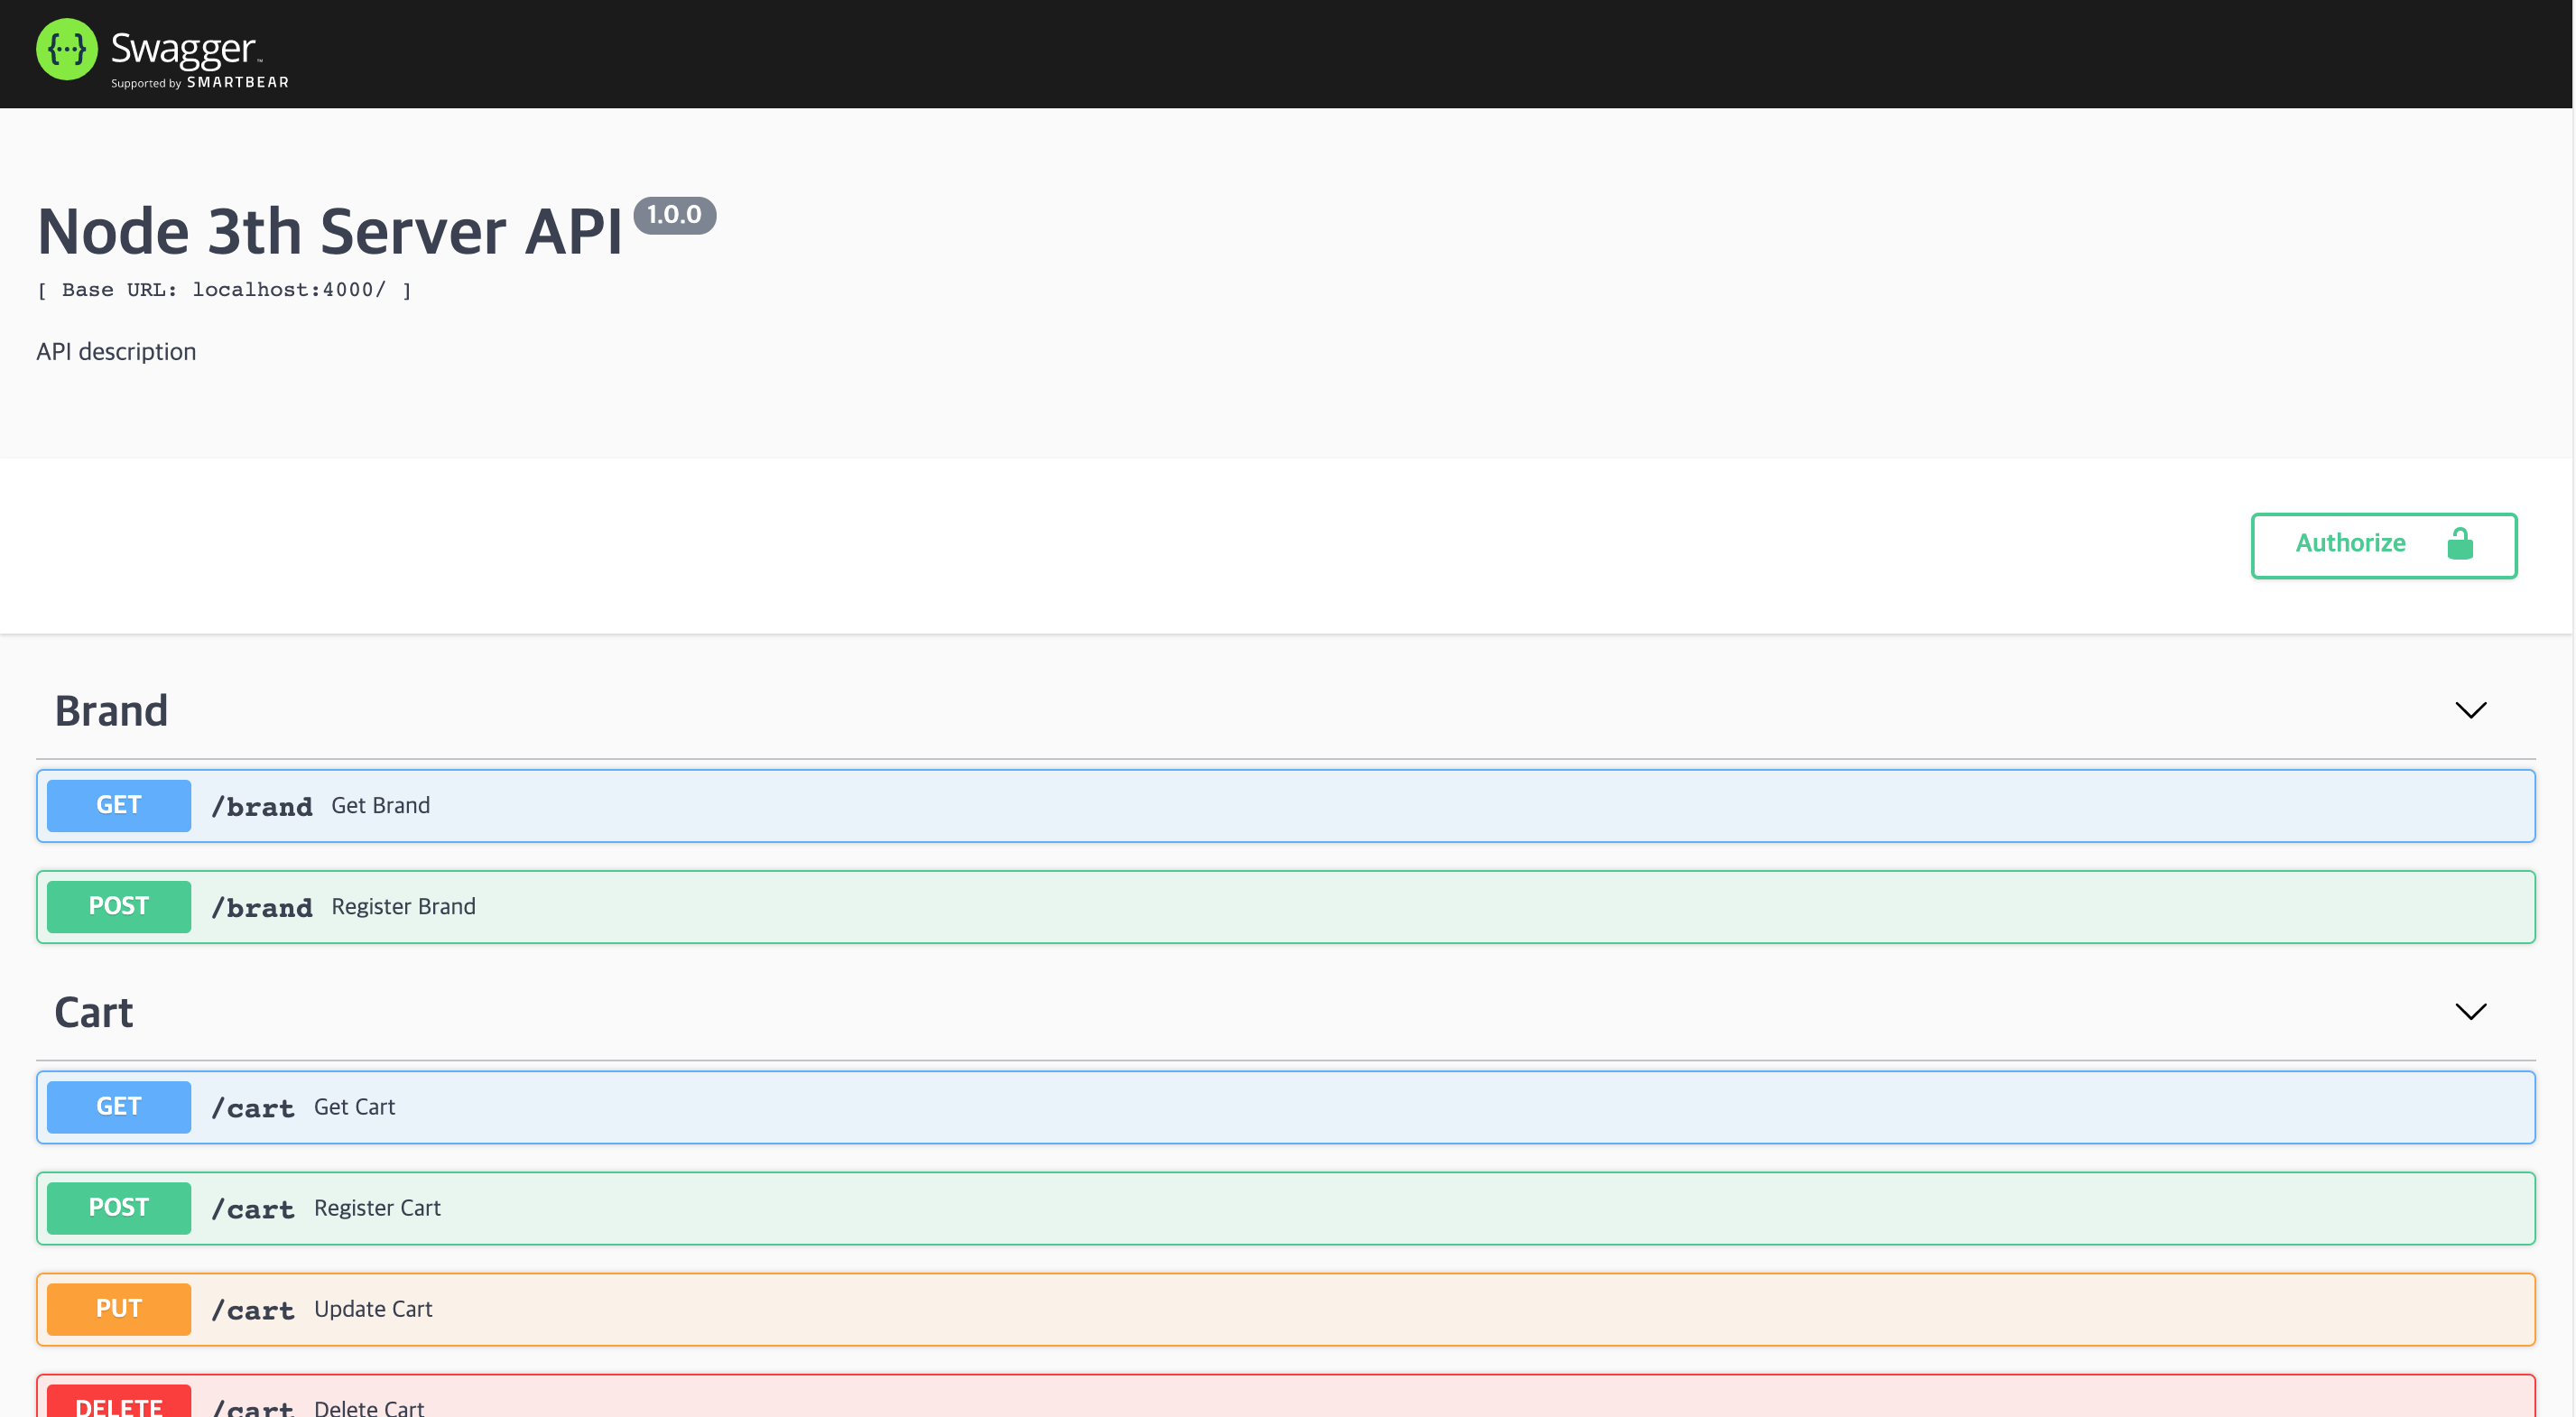 Swagger™
Supported by SMARTBEAR
Node 3th Server API 1.0.0
[ Base URL: localhost:4000/ ]
API description
Authorize
Brand
GET /brand Get Brand
POST /brand Register Brand
Cart
GET /cart Get Cart
POST /cart Register Cart
PUT /cart Update Cart
DELETE /cart Delete Cart